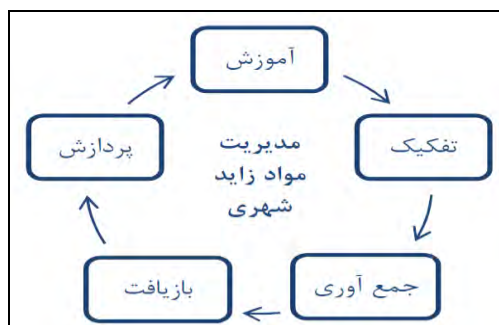 آموزش
تفکیک
جمع آوری
بازیافت
پردازش
مدیریت
مواد زاید
شهری